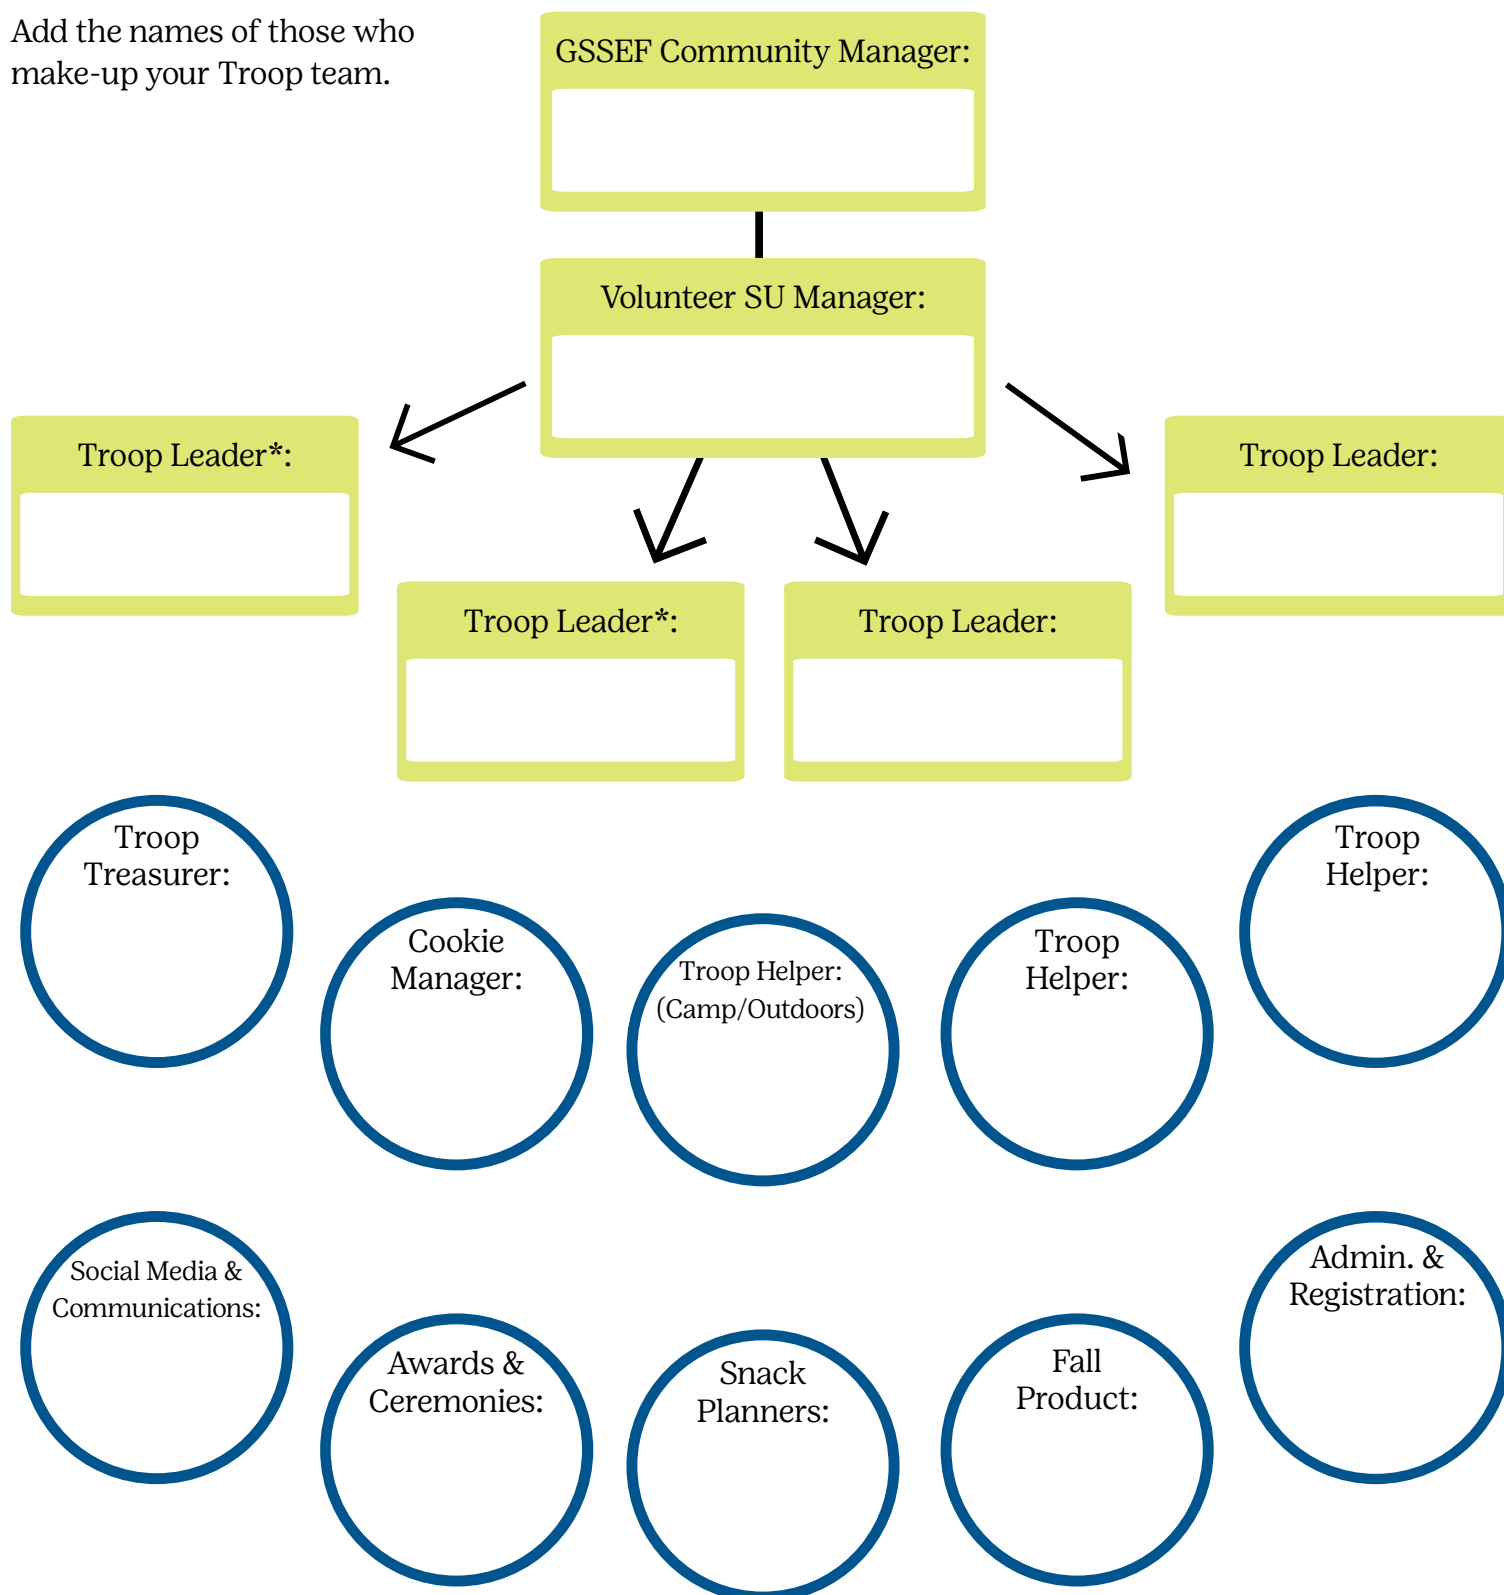 Add the names of those who
make-up your Troop team.
GSSEF Community Manager:
Volunteer SU Manager:
Troop Leader*:
Troop Leader:
Troop Leader*:
Troop Leader:
Troop
Treasurer:
Troop
Helper:
Cookie
Manager:
Troop Helper:
(Camp/Outdoors)
Troop
Helper:
Social Media &
Communications:
Admin. &
Registration:
Awards &
Ceremonies:
Snack
Planners:
Fall
Product: